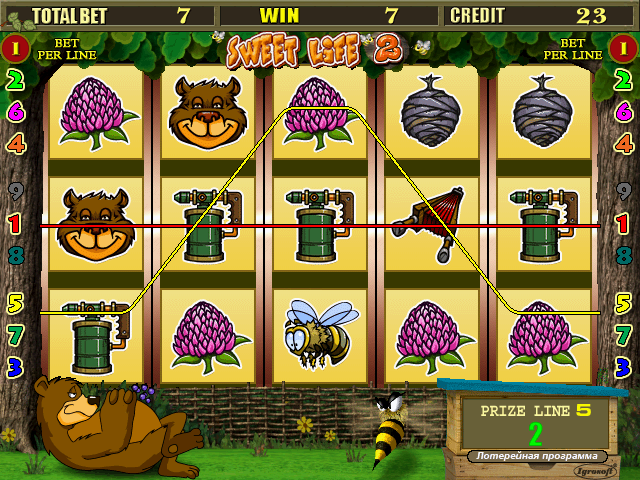 TOTAL BET 7 WIN 7 CREDIT 23
1 BET PER LINE SWEET LIFE 2 BET PER LINE 1
2 2
6 6
4 4
9 9
1 1
8 8
5 5
7 7
3 3
PRIZE LINE 5
2
Лотерейная программа
Igrosoft